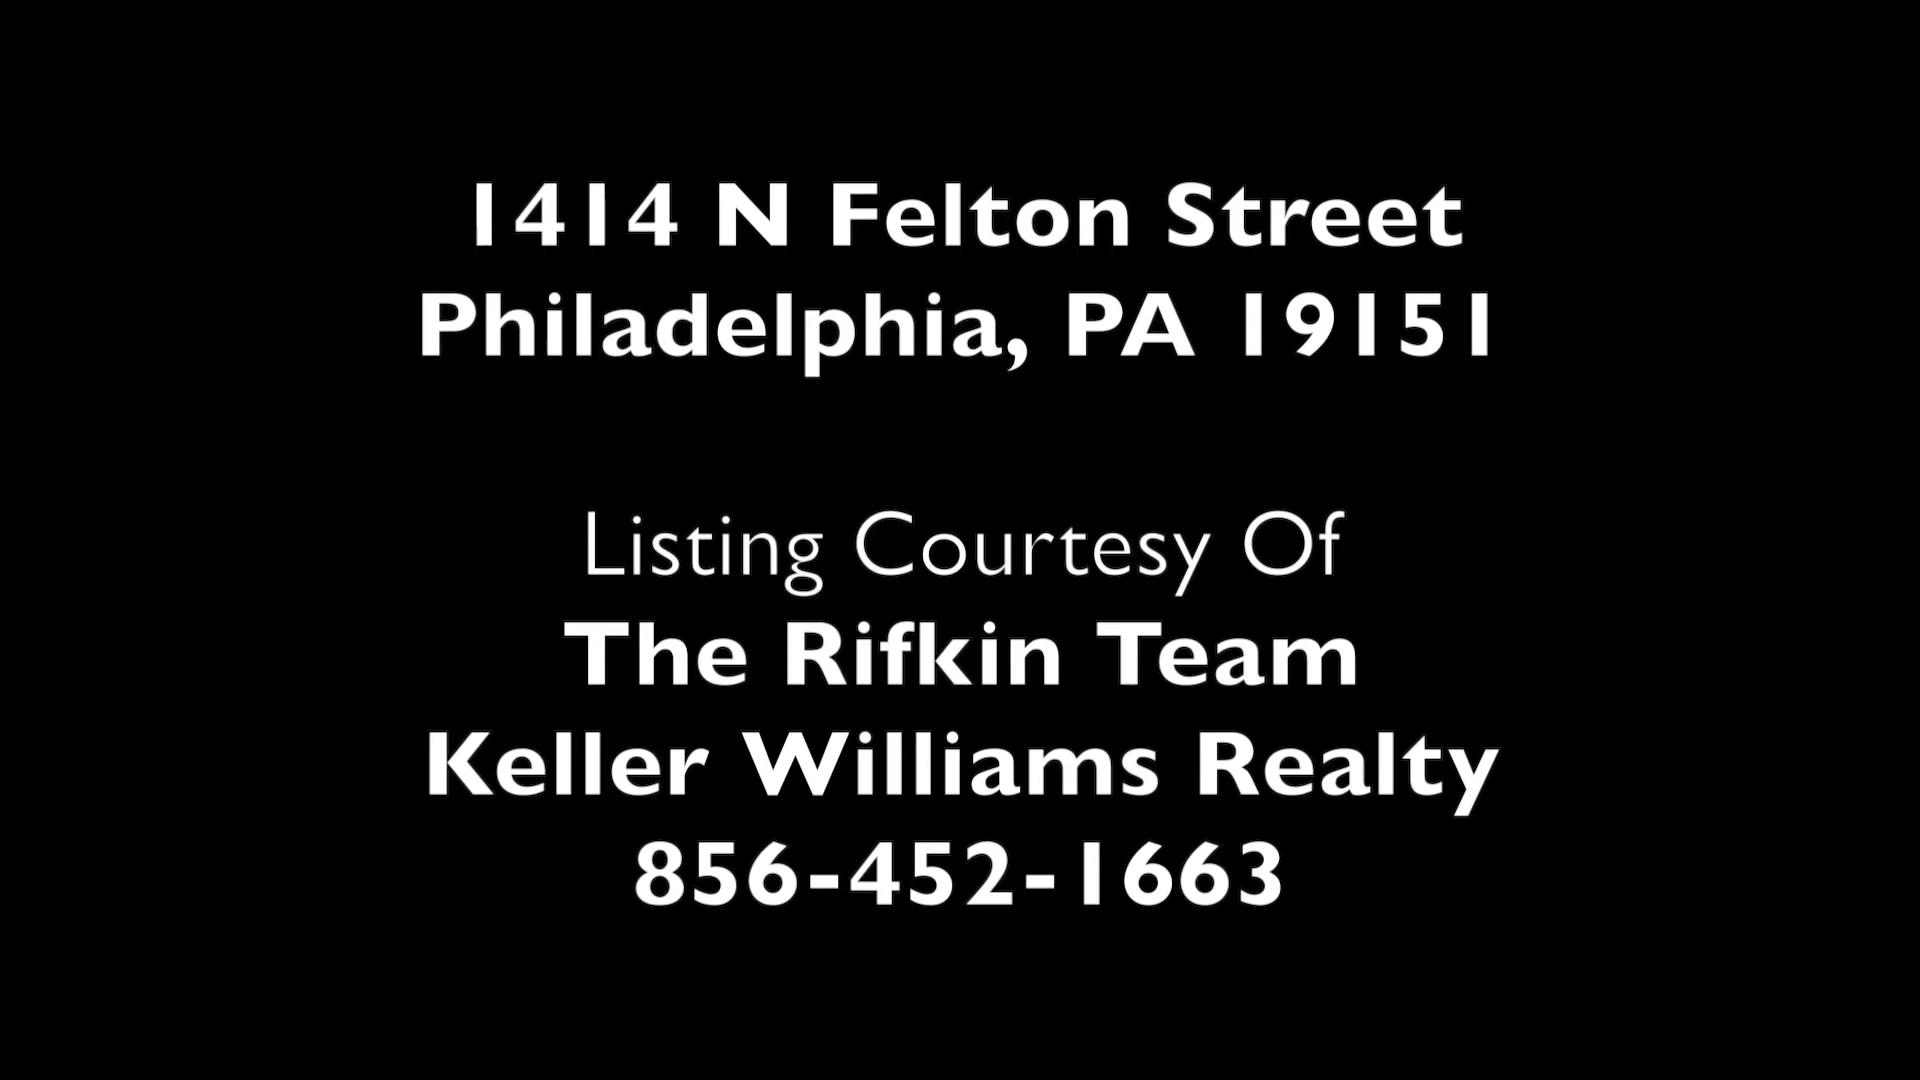 1414 N Felton Street
Philadelphia, PA 19151
Listing Courtesy Of
The Rifkin Team
Keller Williams Realty
856-452-1663